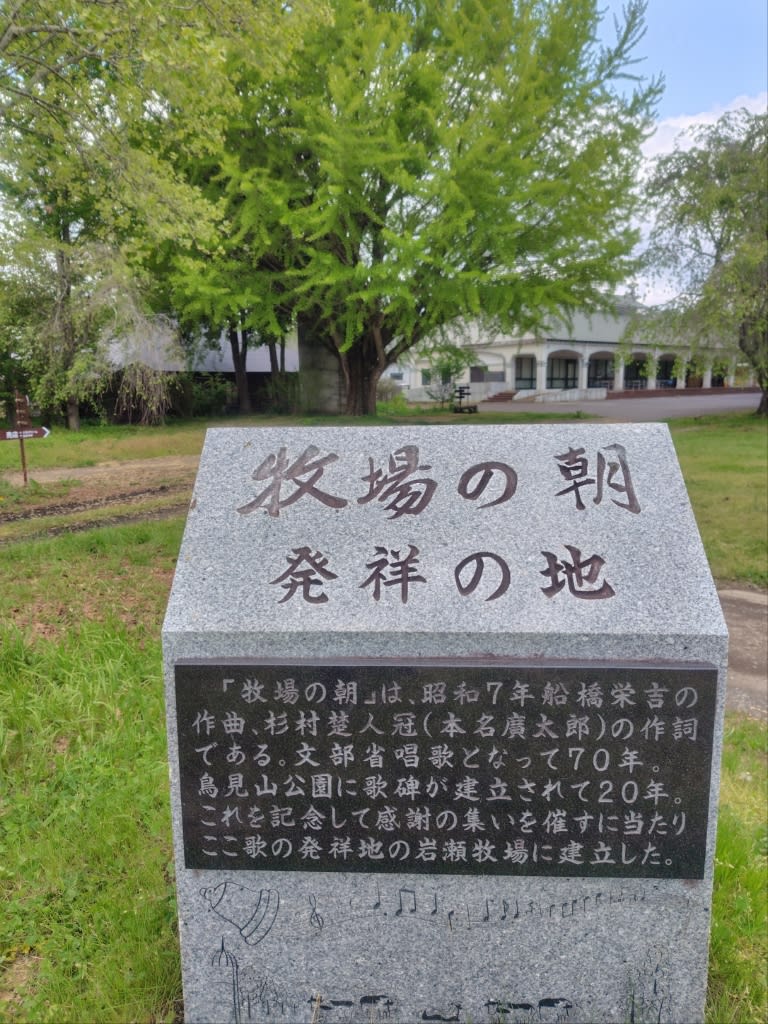 牧場の朝
発祥の地
「牧場の朝」は、昭和7年船橋栄吉の
作曲、杉村楚人冠(本名廣太郎)の作詞
である。文部省唱歌となって70年。
鳥見山公園に歌碑が建立されて20年。
これを記念して感謝の集いを催すに当たり
ここ歌の発祥地の岩瀬牧場に建立した。